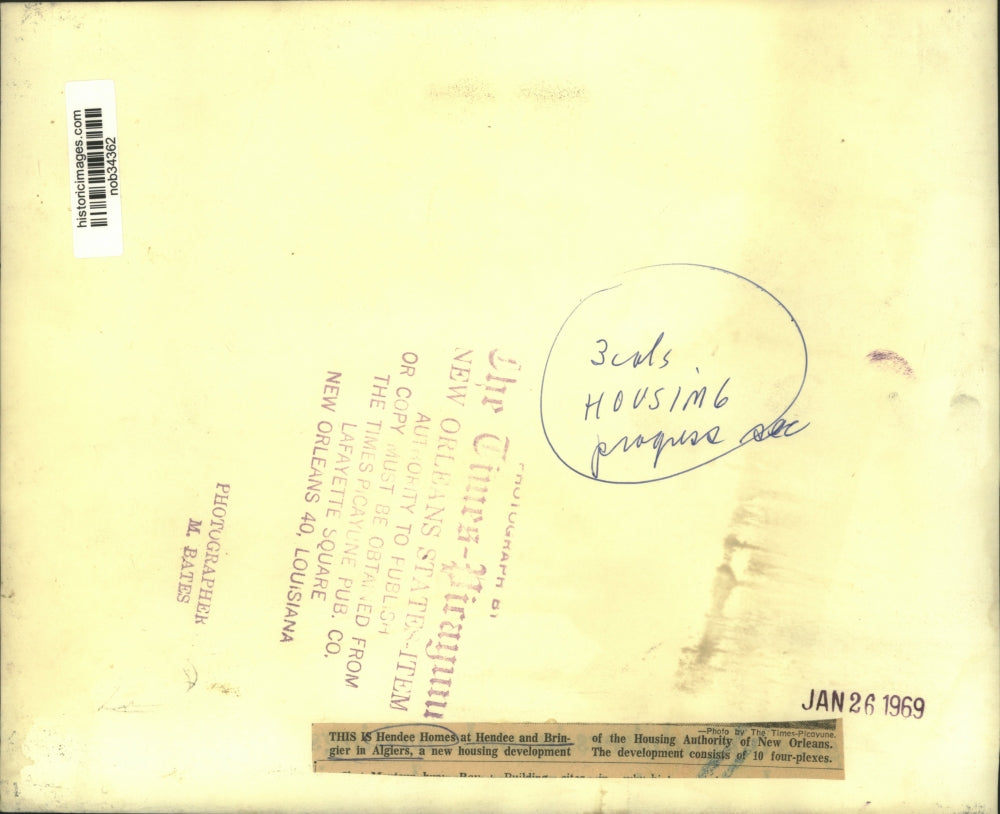 historicimages.com
nob34362
3 cols.
HOUSING
progress sec
PHOTOGRAPH BY
The Times-Picayune
NEW ORLEANS STATES-ITEM
AUTHORITY TO PUBLISH
OR COPY MUST BE OBTAINED FROM
THE TIMES PICAYUNE PUB. CO,
LAFAYETTE SQUARE
NEW ORLEANS 40, LOUISIANA
PHOTOGRAPHER
M. BATES
JAN 26 1969
—Photo by The Times-Picayune.
THIS IS Hendee Homes at Hendee and Brin-
gier in Algiers, a new housing development
of the Housing Authority of New Orleans.
The development consists of 10 four-plexes.